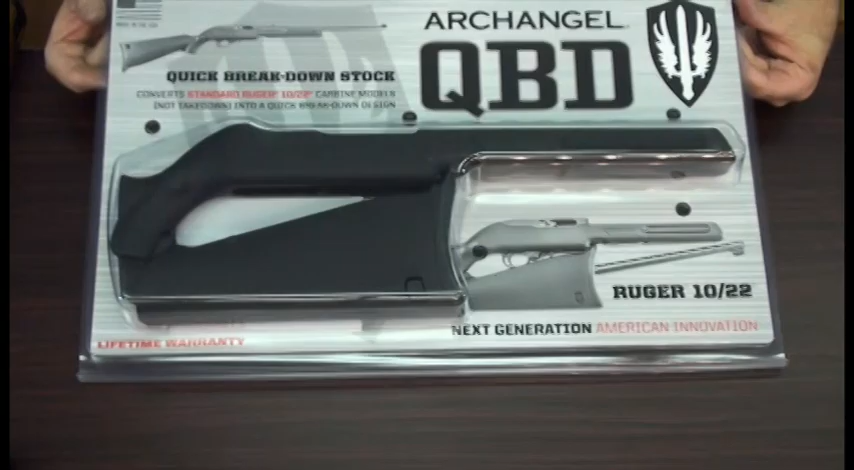 ARCHANGEL
QBD
QUICK BREAK-DOWN STOCK
CONVERTS STANDARD RUGER 10/22 CARBINE MODELS
(NOT TAKEDOWN) INTO A QUICK BREAK-DOWN DESIGN
RUGER 10/22
NEXT GENERATION AMERICAN INNOVATION
LIFETIME WARRANTY